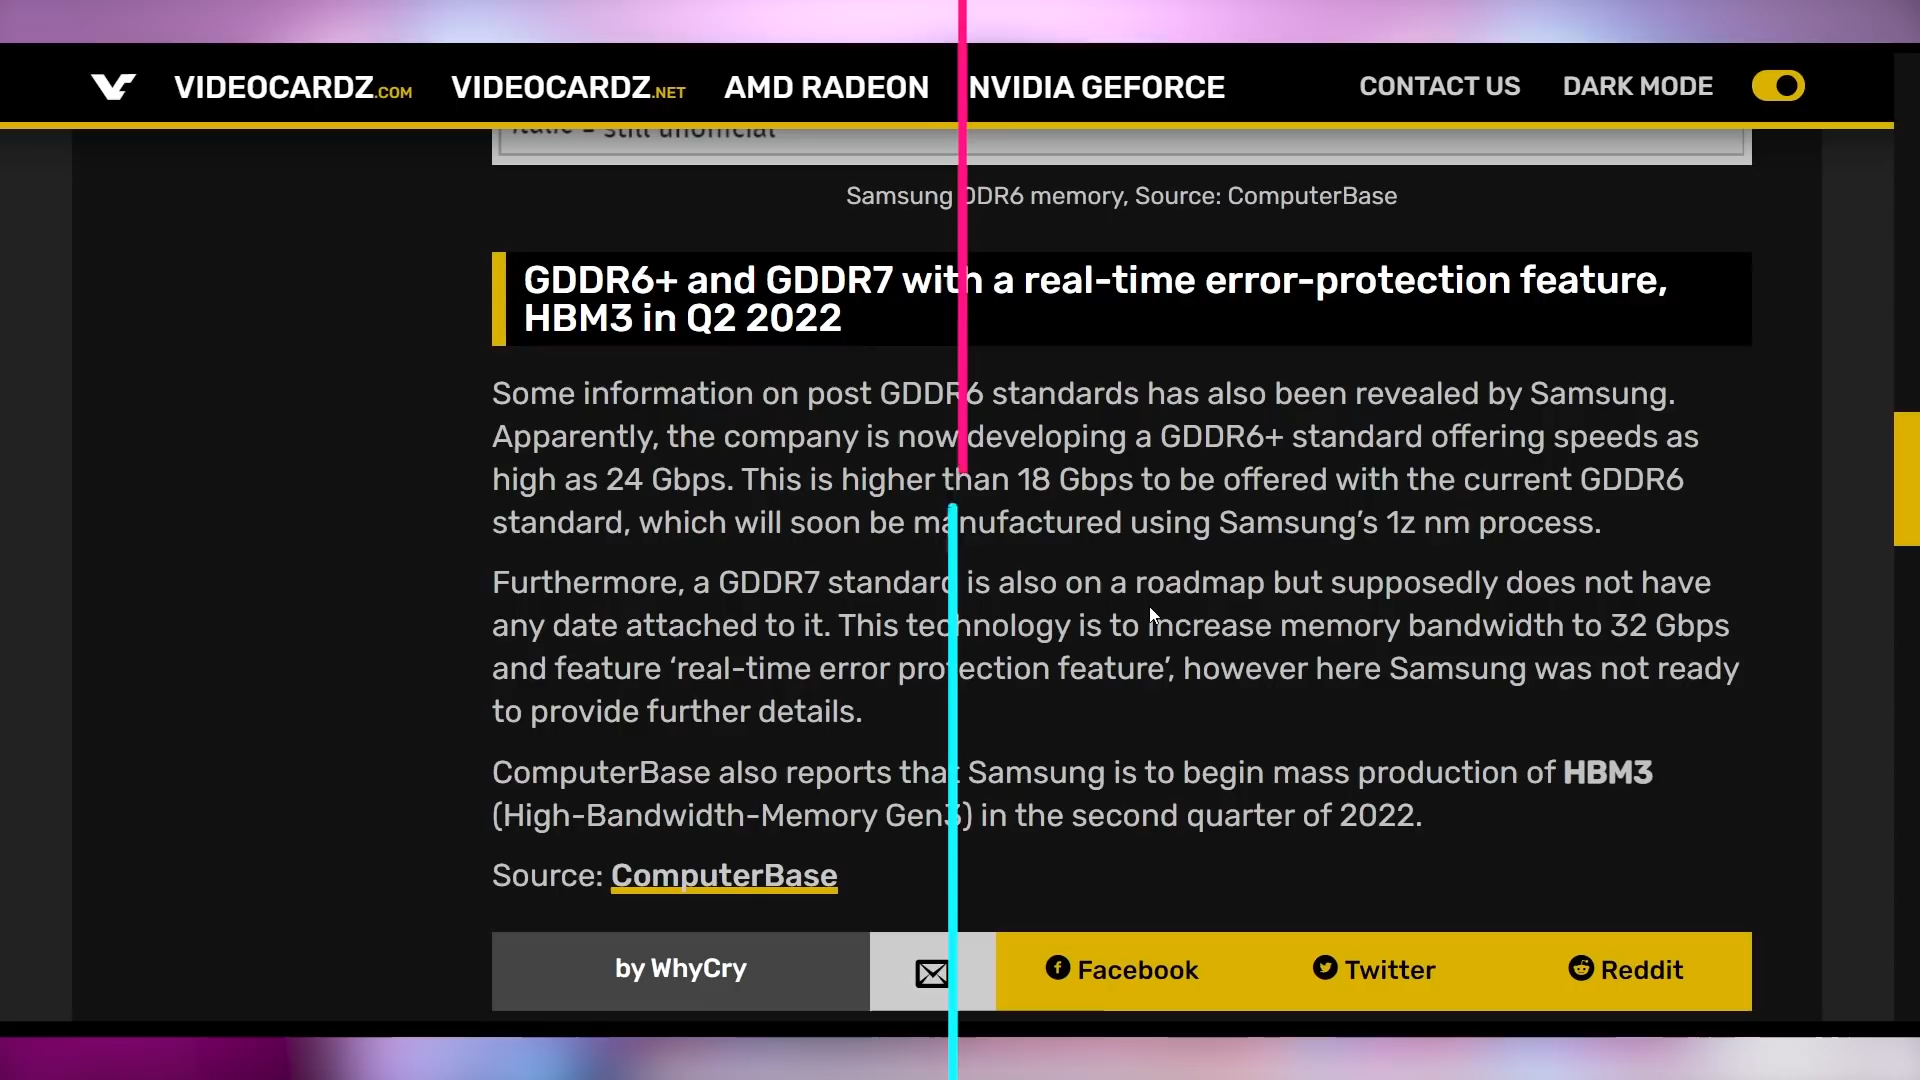 VIDEOCARDZ.COM VIDEOCARDZ.NET AMD RADEON NVIDIA GEFORCE CONTACT US DARK MODE
Italic = still unofficial
Samsung DDR6 memory, Source: ComputerBase
GDDR6+ and GDDR7 with a real-time error-protection feature,
HBM3 in Q2 2022
Some information on post GDDR6 standards has also been revealed by Samsung.
Apparently, the company is now developing a GDDR6+ standard offering speeds as
high as 24 Gbps. This is higher than 18 Gbps to be offered with the current GDDR6
standard, which will soon be manufactured using Samsung’s 1z nm process.
Furthermore, a GDDR7 standard is also on a roadmap but supposedly does not have
any date attached to it. This technology is to increase memory bandwidth to 32 Gbps
and feature ‘real-time error protection feature’, however here Samsung was not ready
to provide further details.
ComputerBase also reports that Samsung is to begin mass production of HBM3
(High-Bandwidth-Memory Gen3) in the second quarter of 2022.
Source: ComputerBase
by WhyCry Facebook Twitter Reddit